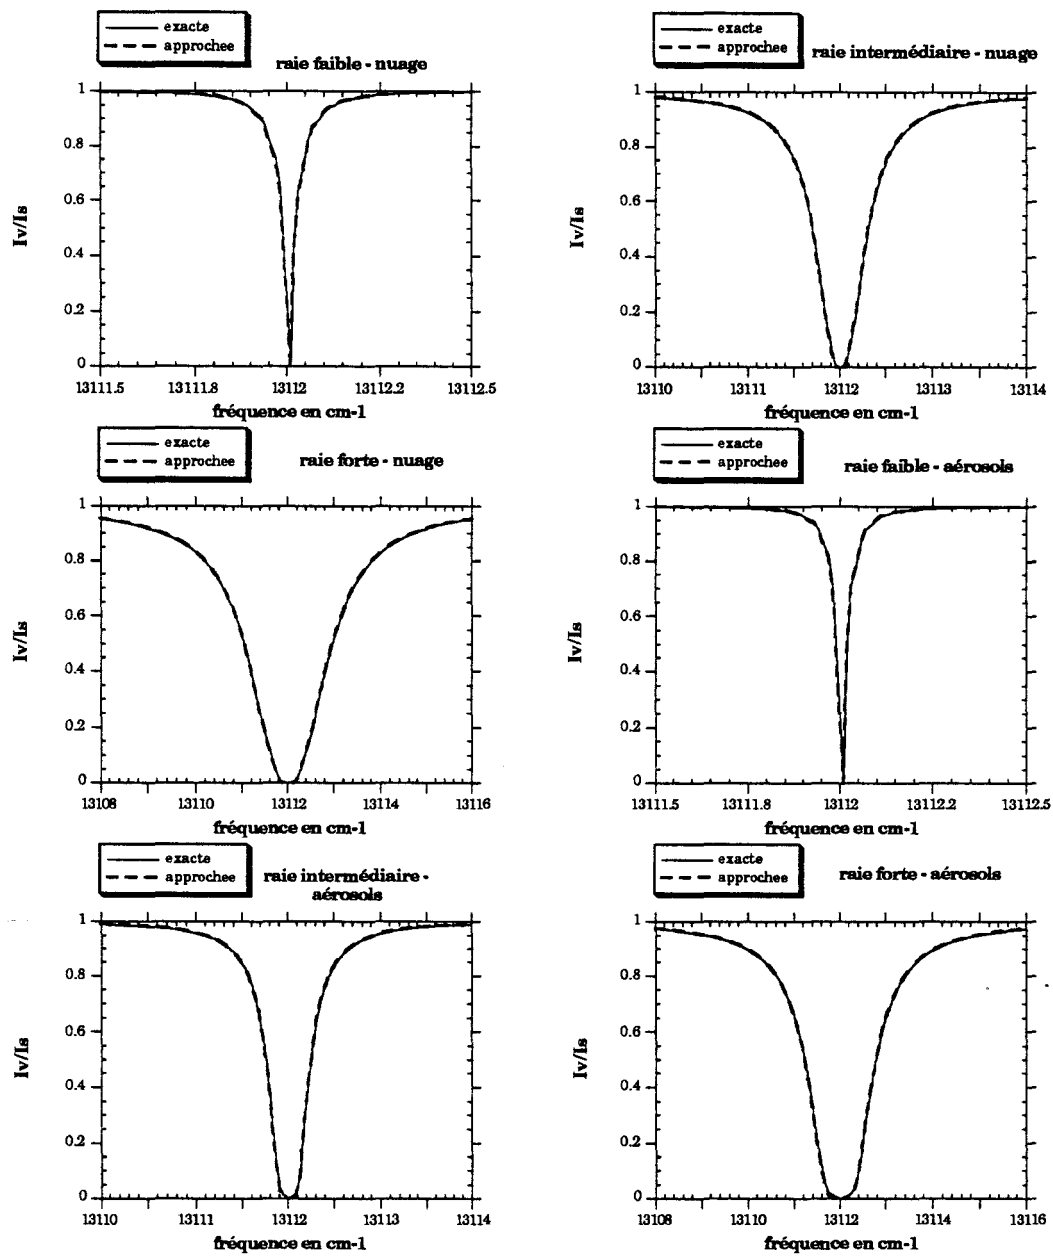 exacte
approchee
raie faible - nuage
1
0.8
0.6
0.4
0.2
0
Iv/Is
13111.5 13111.8 13112 13112.2 13112.5
fréquence en cm-1
exacte
approchee
raie intermédiaire - nuage
1
0.8
0.6
0.4
0.2
0
Iv/Is
13110 13111 13112 13113 13114
fréquence en cm-1
exacte
approchee
raie forte - nuage
1
0.8
0.6
0.4
0.2
0
Iv/Is
13108 13110 13112 13114 13116
fréquence en cm-1
exacte
approchee
raie faible - aérosols
1
0.8
0.6
0.4
0.2
0
Iv/Is
13111.5 13111.8 13112 13112.2 13112.5
fréquence en cm-1
exacte
approchee
raie intermédiaire -
aérosols
1
0.8
0.6
0.4
0.2
0
Iv/Is
13110 13111 13112 13113 13114
fréquence en cm-1
exacte
approchee
raie forte - aérosols
1
0.8
0.6
0.4
0.2
0
Iv/Is
13108 13110 13112 13114 13116
fréquence en cm-1